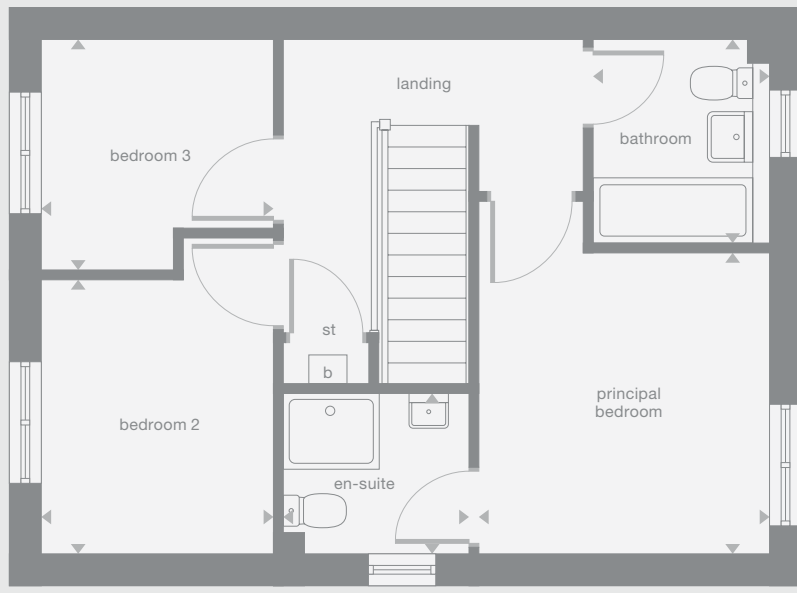 landing
bathroom
bedroom 3
st
b
principal
bedroom
bedroom 2
en-suite